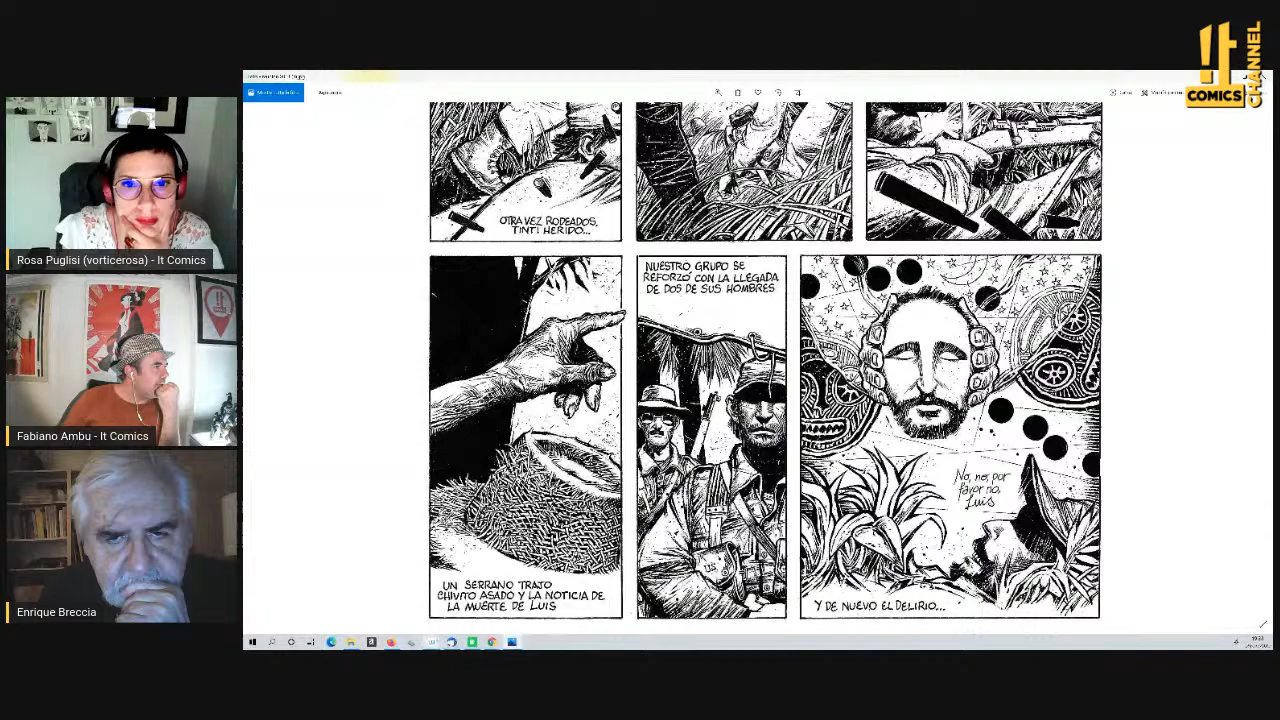 !t
COMICS
CHANNEL
Rosa Puglisi (vorticerosa) - It Comics
Fabiano Ambu - It Comics
Enrique Breccia
OTRA VEZ RODEADOS,
TINTI HERIDO...
UN SERRANO TRAJO
CHIVITO ASADO Y LA NOTICIA DE
LA MUERTE DE LUIS
NUESTRO GRUPO SE
REFORZÓ CON LA LLEGADA
DE DOS DE SUS HOMBRES
No, no, por
favor no,
Luis
Y DE NUEVO EL DELIRIO...